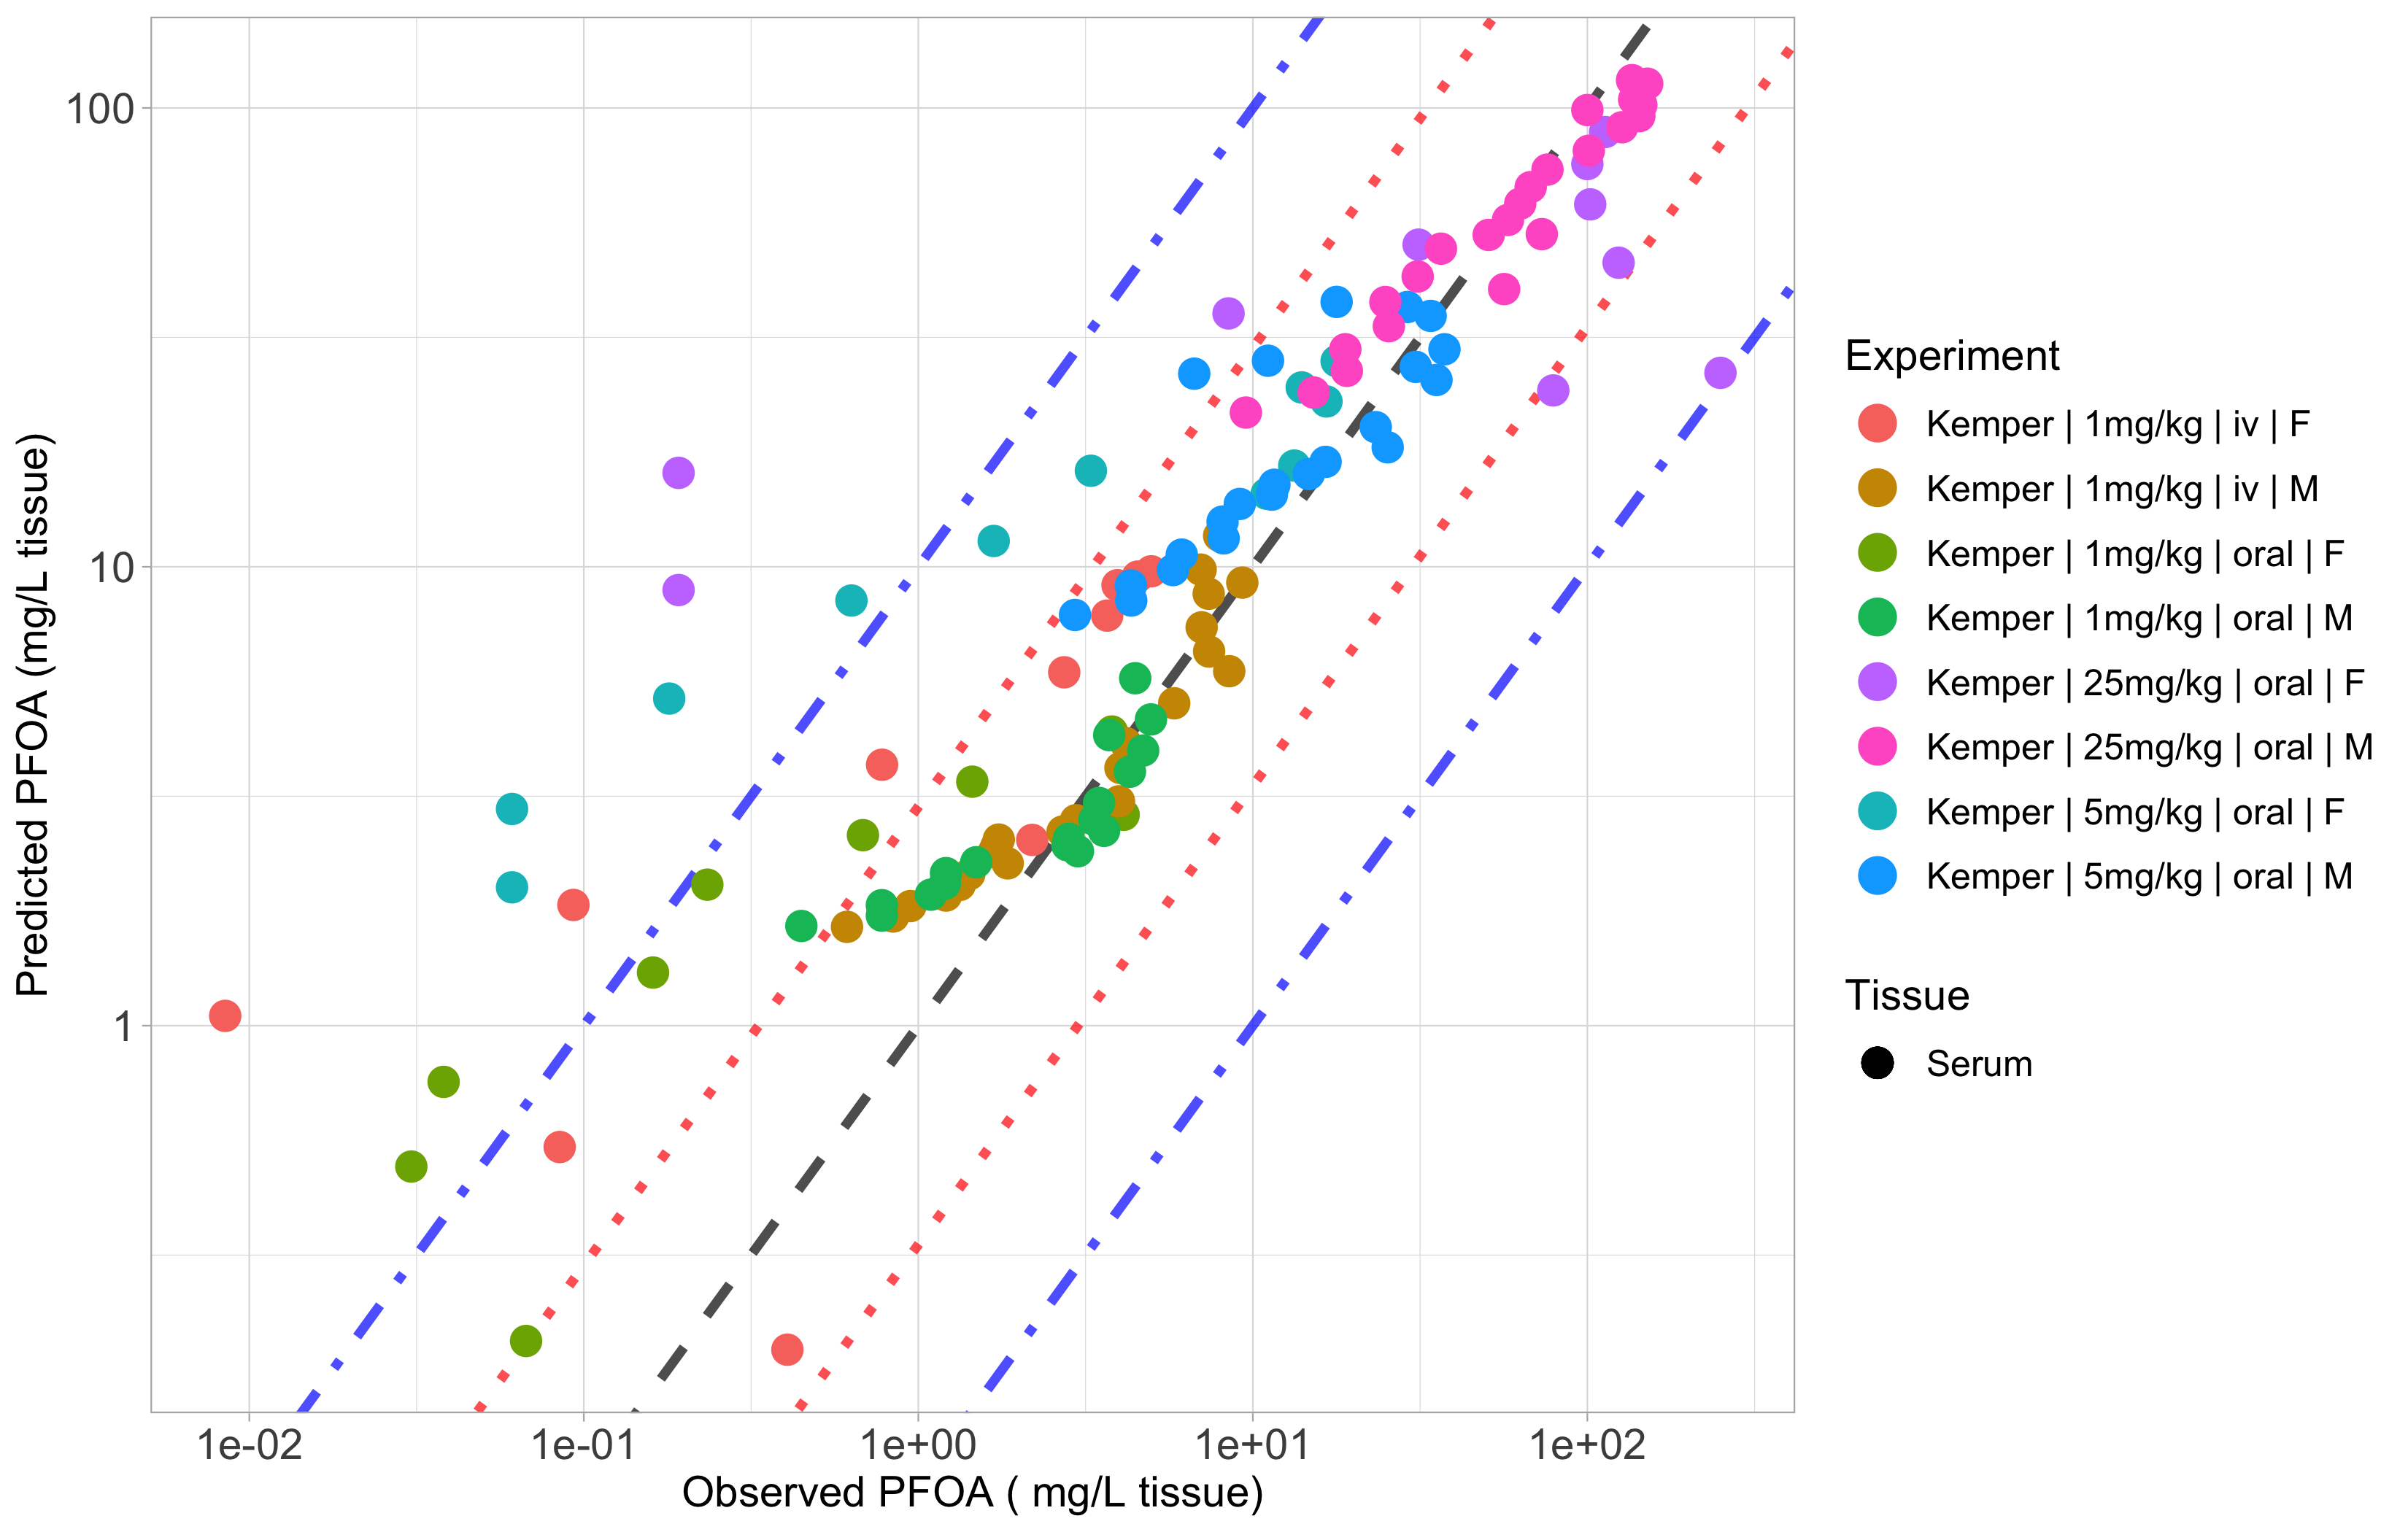 100
10
1
Predicted PFOA (mg/L tissue)
1e-02 1e-01 1e+00 1e+01 1e+02
Observed PFOA ( mg/L tissue)
Experiment
Kemper | 1mg/kg | iv | F
Kemper | 1mg/kg | iv | M
Kemper | 1mg/kg | oral | F
Kemper | 1mg/kg | oral | M
Kemper | 25mg/kg | oral | F
Kemper | 25mg/kg | oral | M
Kemper | 5mg/kg | oral | F
Kemper | 5mg/kg | oral | M
Tissue
Serum